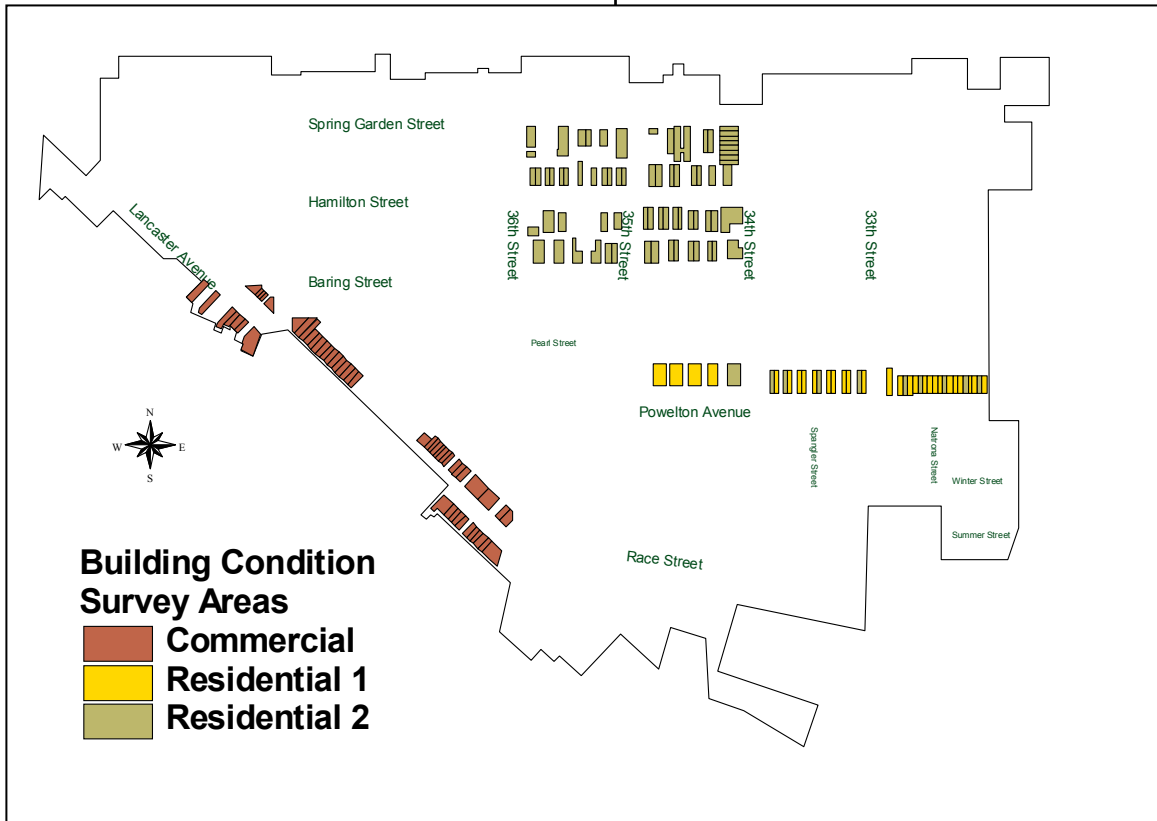 Spring Garden Street
Hamilton Street
Lancaster Avenue
36th Street
35th Street
34th Street
33th Street
Baring Street
Pearl Street
Powelton Avenue
Spangler Street
Natrona Street
Winter Street
Summer Street
Race Street
N
W E
S
Building Condition
Survey Areas
Commercial
Residential 1
Residential 2